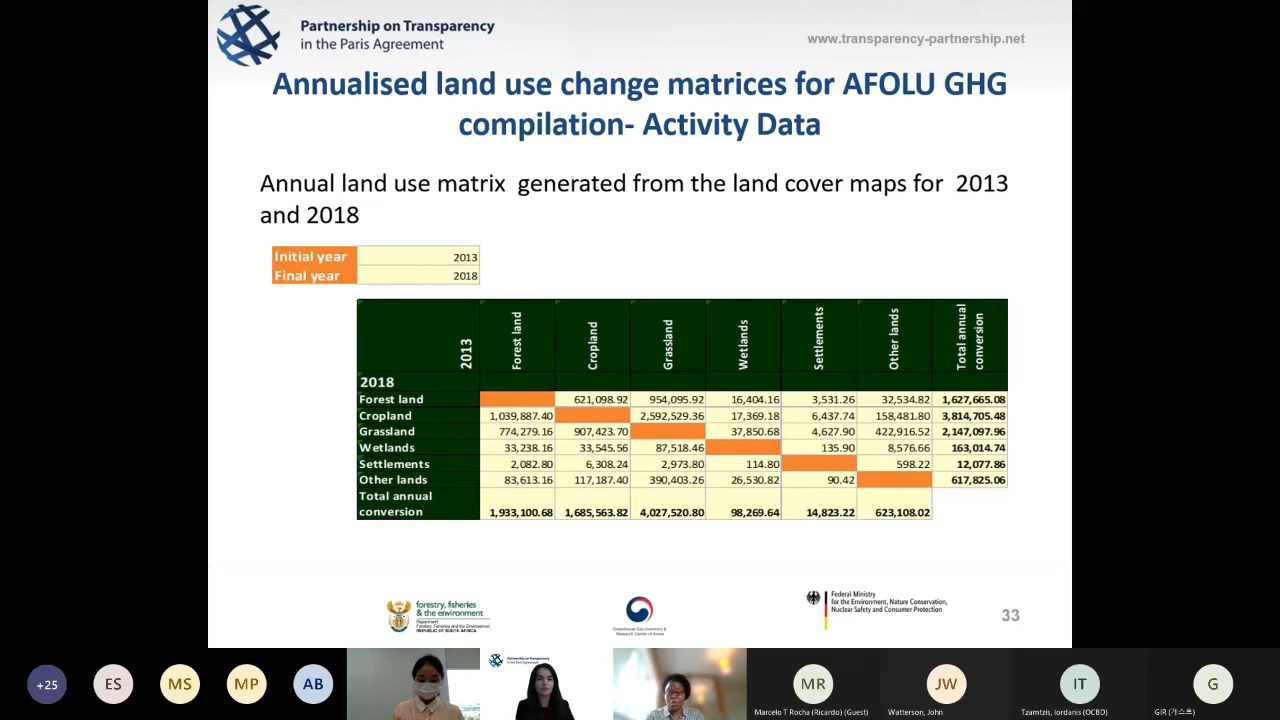 Partnership on Transparency
in the Paris Agreement
www.transparency-partnership.net
Annualised land use change matrices for AFOLU GHG
compilation- Activity Data
Annual land use matrix generated from the land cover maps for 2013
and 2018
Initial year 2013
Final year 2018
2013 Forest land Cropland Grassland Wetlands Settlements Other lands Total annual conversion
2018
Forest land 621,098.92 954,095.92 16,404.16 3,531.26 32,534.82 1,627,665.08
Cropland 1,039,887.40 2,592,529.36 17,369.18 6,437.74 158,481.80 3,814,705.48
Grassland 774,279.16 907,423.70 37,850.68 4,627.90 422,916.52 2,147,097.96
Wetlands 33,238.16 33,545.56 87,518.46 135.90 8,576.66 163,014.74
Settlements 2,082.80 6,308.24 2,973.80 114.80 598.22 12,077.86
Other lands 83,613.16 117,187.40 390,403.26 26,530.82 90.42 617,825.06
Total annual
conversion 1,933,100.68 1,685,563.82 4,027,520.80 98,269.64 14,823.22 623,108.02
forestry, fisheries
& the environment
Department:
Forestry, Fisheries and the Environment
REPUBLIC OF SOUTH AFRICA
Greenhouse Gas Inventory &
Research Center of Korea
Federal Ministry
for the Environment, Nature Conservation,
Nuclear Safety and Consumer Protection
33
+25 ES MS MP AB
Partnership on Transparency
in the Paris Agreement
MR JW IT G
Marcelo T Rocha (Ricardo) (Guest) Watterson, John Tzamtzis, Iordanis (OCBD) GIR (게스트)